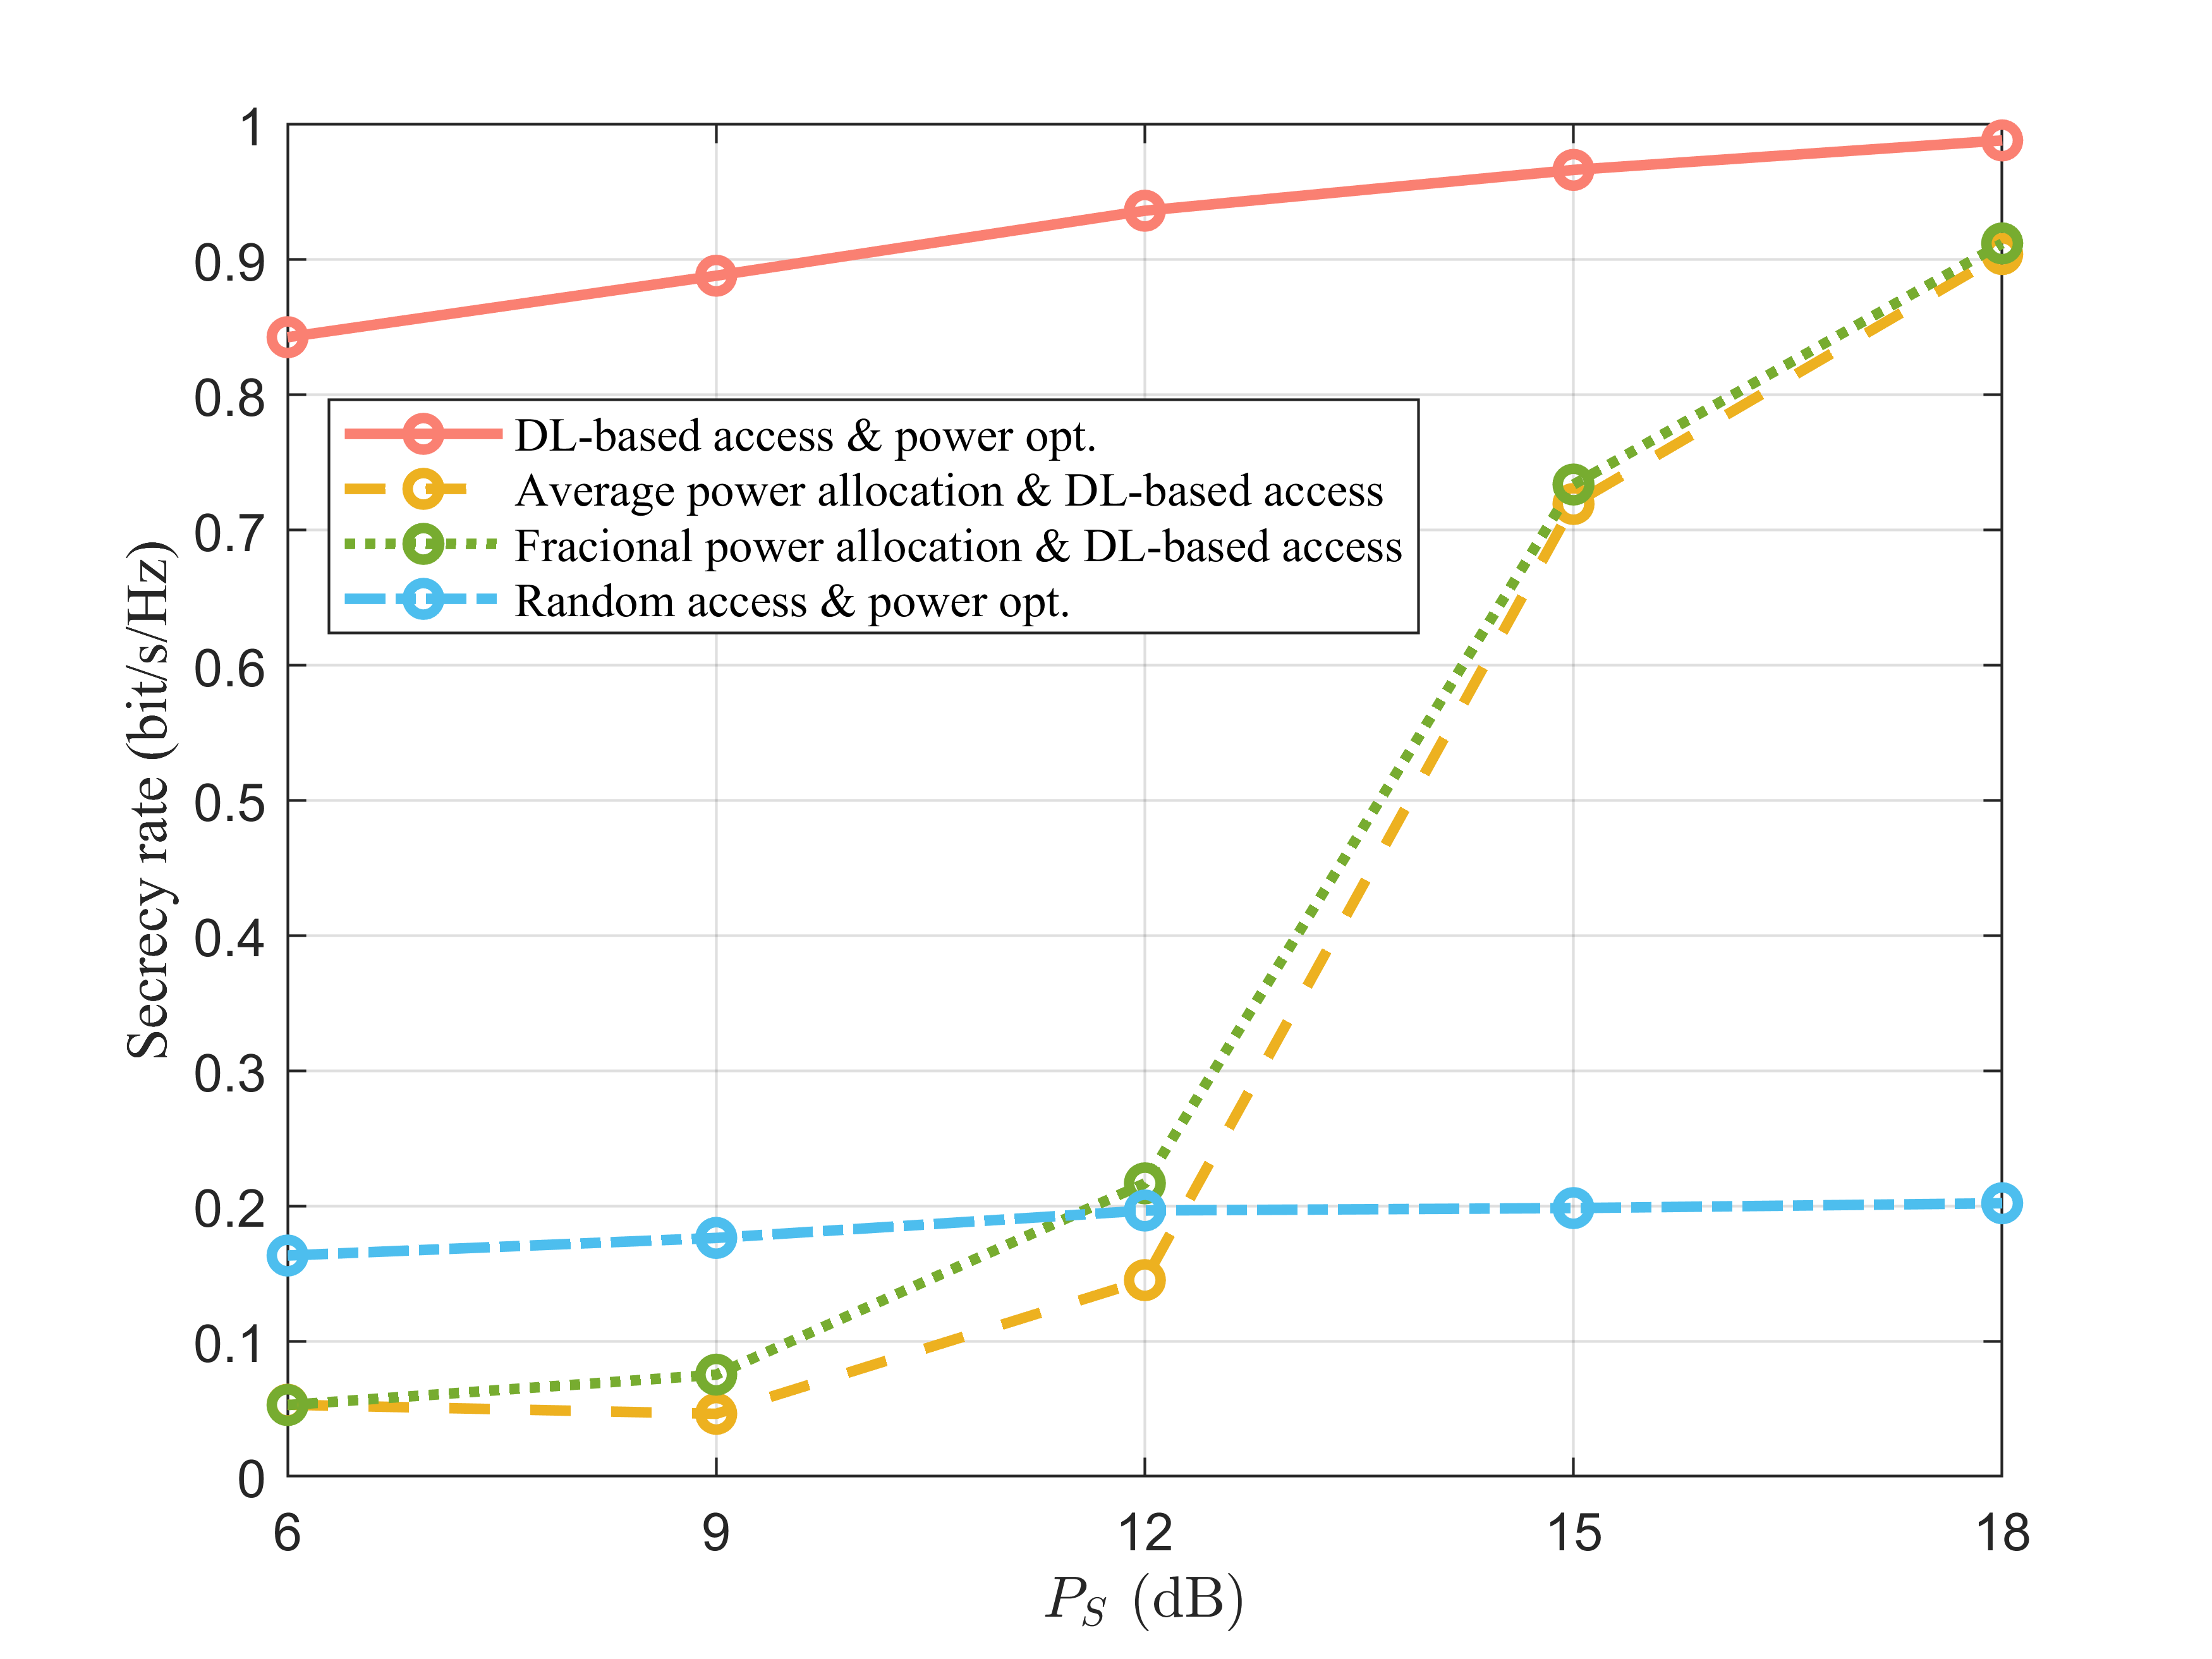 1
0.9
0.8
0.7
0.6
0.5
0.4
0.3
0.2
0.1
0
Secrecy rate (bit/s/Hz)
DL-based access & power opt.
Average power allocation & DL-based access
Fracional power allocation & DL-based access
Random access & power opt.
6 9 12 15 18
P_S (dB)